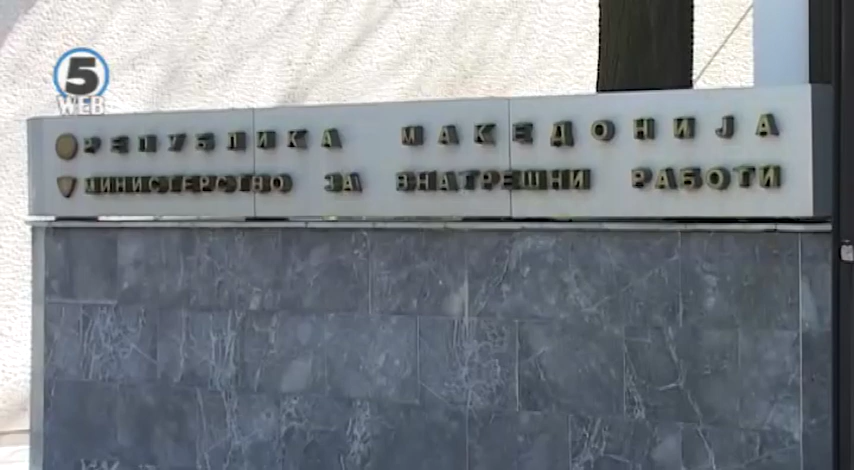 5
WEB
РЕПУБЛИКА МАКЕДОНИЈА
МИНИСТЕРСТВО ЗА ВНАТРЕШНИ РАБОТИ